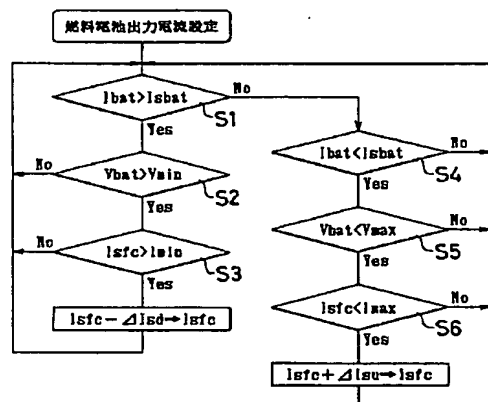 燃料電池出力電流設定
Ibat>Isbat
No
S1
Yes
Vbat>Vmin
No
S2
Yes
Isfc>Imin
No
S3
Isfc-ΔIsd→Isfc
Ibat<Isbat
No
S4
Yes
Vbat<Vmax
No
S5
Yes
Isfc<Imax
No
S6
Yes
Isfc+ΔIsu→Isfc